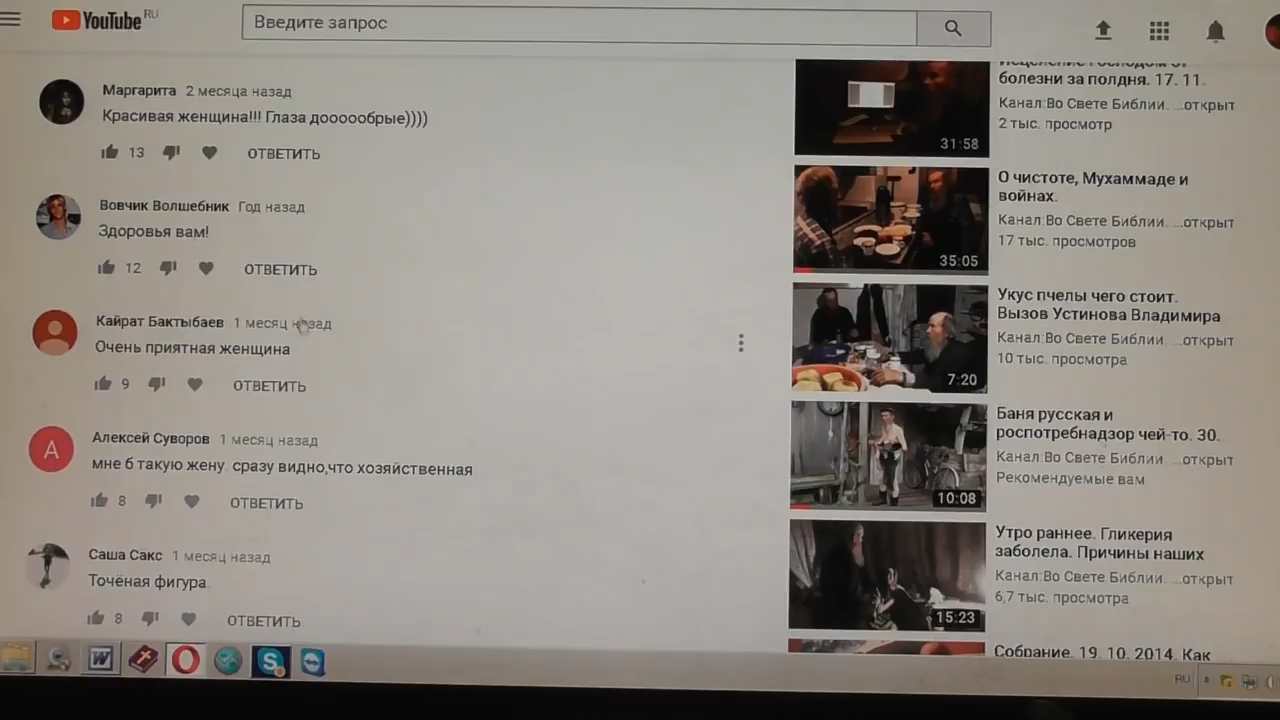 YouTube RU
Введите запрос
Маргарита 2 месяца назад
Красивая женщина!!! Глаза доооообрые))))
13 ОТВЕТИТЬ
Вовчик Волшебник Год назад
Здоровья вам!
12 ОТВЕТИТЬ
Кайрат Бактыбаев 1 месяц назад
Очень приятная женщина
9 ОТВЕТИТЬ
A
Алексей Суворов 1 месяц назад
мне б такую жену. сразу видно,что хозяйственная
8 ОТВЕТИТЬ
Саша Сакс 1 месяц назад
Точёная фигура.
8 ОТВЕТИТЬ
Исцеление Господом от
болезни за полдня. 17. 11.
Канал:Во Свете Библии. ...открыт
2 тыс. просмотр
31:58
О чистоте, Мухаммаде и
войнах.
Канал:Во Свете Библии. ...открыт
17 тыс. просмотров
35:05
Укус пчелы чего стоит.
Вызов Устинова Владимира
Канал:Во Свете Библии. ...открыт
10 тыс. просмотра
7:20
Баня русская и
роспотребнадзор чей-то. 30.
Канал:Во Свете Библии. ...открыт
Рекомендуемые вам
10:08
Утро раннее. Гликерия
заболела. Причины наших
Канал:Во Свете Библии. ...открыт
6,7 тыс. просмотра
15:23
Собрание. 19. 10. 2014. Как
RU